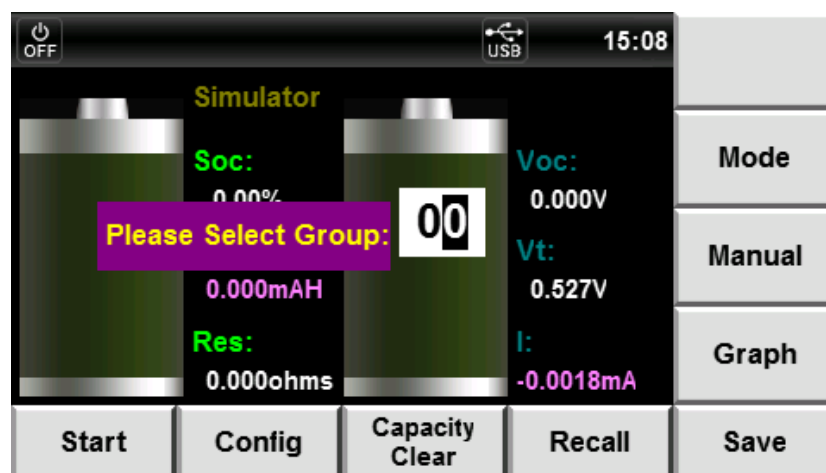 OFF
USB
15:08
Simulator
Soc:
0.00%
Please Select Group:
00
0.000mAH
Res:
0.000ohms
Voc:
0.000V
Vt:
0.527V
I:
-0.0018mA
Mode
Manual
Graph
Start
Config
Capacity
Clear
Recall
Save